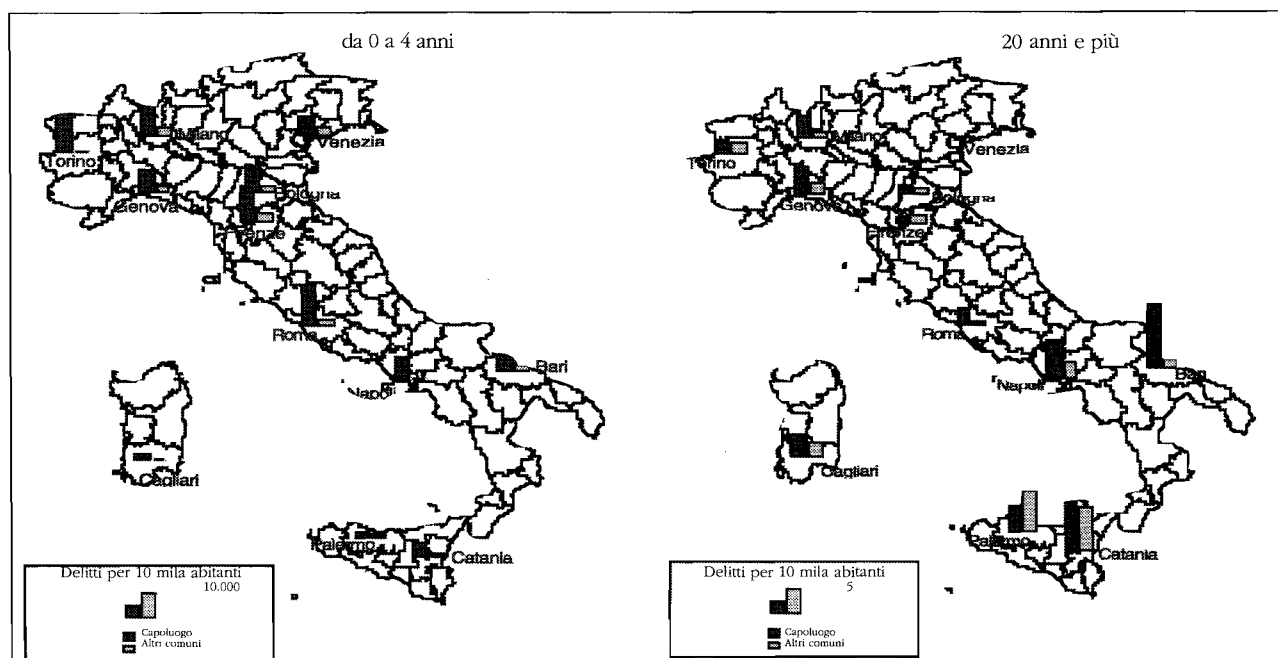 da 0 a 4 anni
Milano
Venezia
Torino
Bologna
Genova
Firenze
Roma
Bari
Napoli
Cagliari
Palermo
Catania
Delitti per 10 mila abitanti
10.000
Capoluogo
Altri comuni
20 anni e più
Milano
Venezia
Torino
Bologna
Genova
Firenze
Roma
Napoli
Bari
Cagliari
Palermo
Catania
Delitti per 10 mila abitanti
5
Capoluogo
Altri comuni